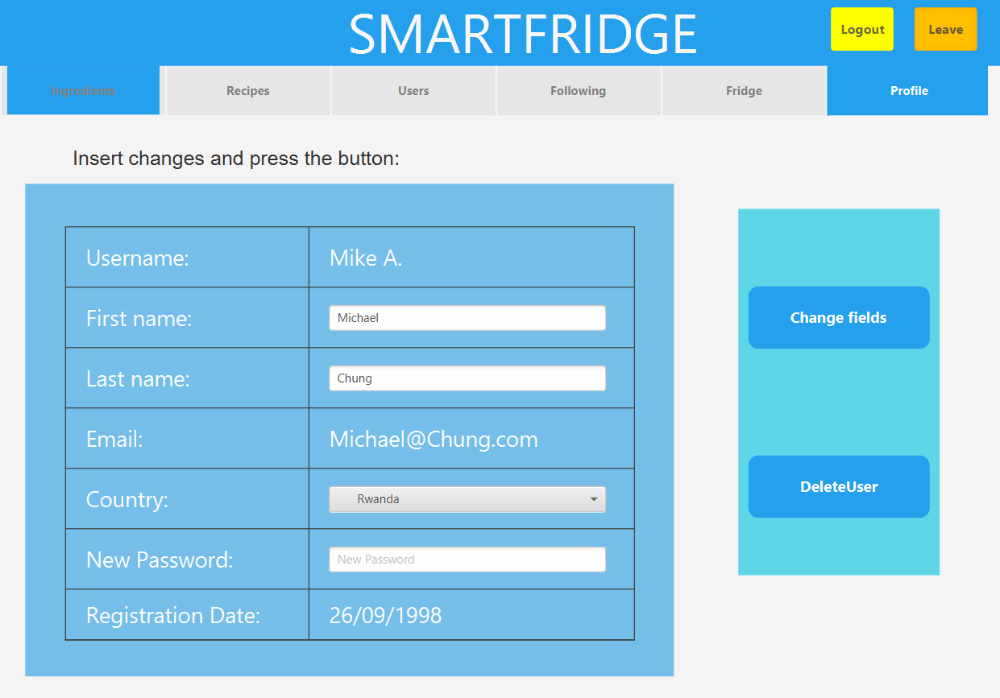 SMARTFRIDGE
Logout
Leave
Ingredients
Recipes
Users
Following
Fridge
Profile
Insert changes and press the button:
Username:
Mike A.
First name:
Michael
Last name:
Chung
Email:
Michael@Chung.com
Country:
Rwanda
New Password:
New Password
Registration Date:
26/09/1998
Change fields
DeleteUser